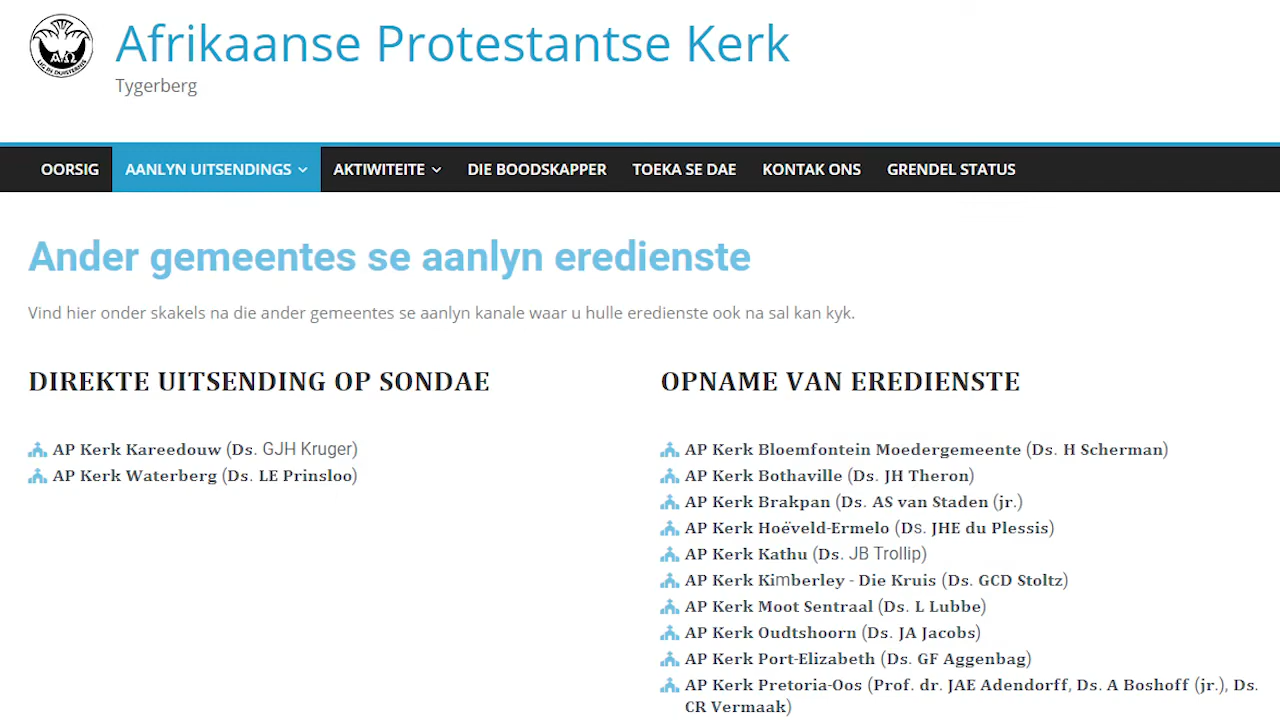 Afrikaanse Protestantse Kerk
Tygerberg
LIG IN DUISTERNIS
OORSIG AANLYN UITSENDINGS AKTIWITEITE DIE BOODSKAPPER TOEKA SE DAE KONTAK ONS GRENDEL STATUS
Ander gemeentes se aanlyn eredienste
Vind hier onder skakels na die ander gemeentes se aanlyn kanale waar u hulle eredienste ook na sal kan kyk.
DIREKTE UITSENDING OP SONDAE
AP Kerk Kareedouw (Ds. GJH Kruger)
AP Kerk Waterberg (Ds. LE Prinsloo)
OPNAME VAN EREDIENSTE
AP Kerk Bloemfontein Moedergemeente (Ds. H Scherman)
AP Kerk Bothaville (Ds. JH Theron)
AP Kerk Brakpan (Ds. AS van Staden (jr.)
AP Kerk Hoëveld-Ermelo (Ds. JHE du Plessis)
AP Kerk Kathu (Ds. JB Trollip)
AP Kerk Kimberley - Die Kruis (Ds. GCD Stoltz)
AP Kerk Moot Sentraal (Ds. L Lubbe)
AP Kerk Oudtshoorn (Ds. JA Jacobs)
AP Kerk Port-Elizabeth (Ds. GF Aggenbag)
AP Kerk Pretoria-Oos (Prof. dr. JAE Adendorff, Ds. A Boshoff (jr.), Ds.
CR Vermaak)